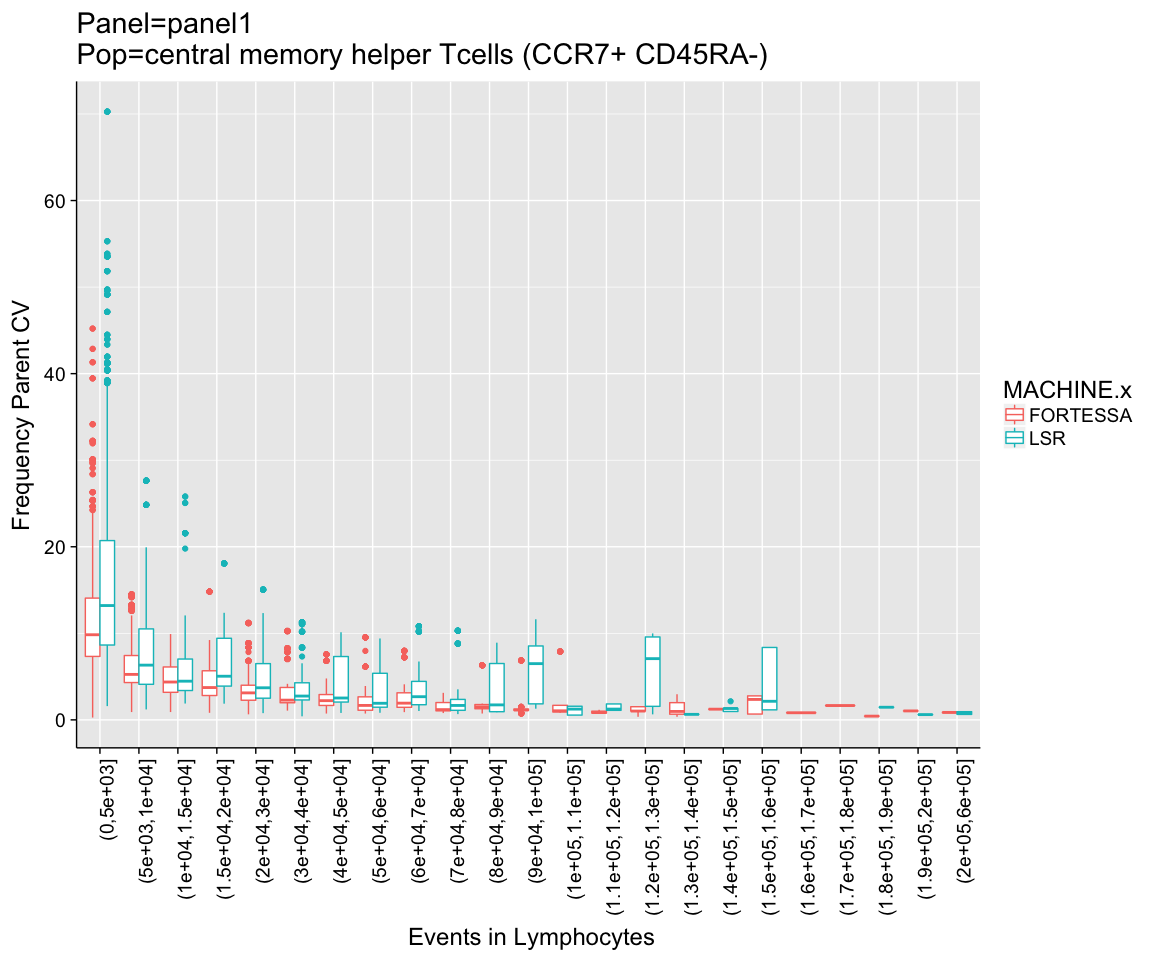 Panel=panel1
Pop=central memory helper Tcells (CCR7+ CD45RA-)
Frequency Parent CV
60
40
20
0
(0,5e+03]
(5e+03,1e+04]
(1e+04,1.5e+04]
(1.5e+04,2e+04]
(2e+04,3e+04]
(3e+04,4e+04]
(4e+04,5e+04]
(5e+04,6e+04]
(6e+04,7e+04]
(7e+04,8e+04]
(8e+04,9e+04]
(9e+04,1e+05]
(1e+05,1.1e+05]
(1.1e+05,1.2e+05]
(1.2e+05,1.3e+05]
(1.3e+05,1.4e+05]
(1.4e+05,1.5e+05]
(1.5e+05,1.6e+05]
(1.6e+05,1.7e+05]
(1.7e+05,1.8e+05]
(1.8e+05,1.9e+05]
(1.9e+05,2e+05]
(2e+05,6e+05]
Events in Lymphocytes
MACHINE.x
FORTESSA
LSR